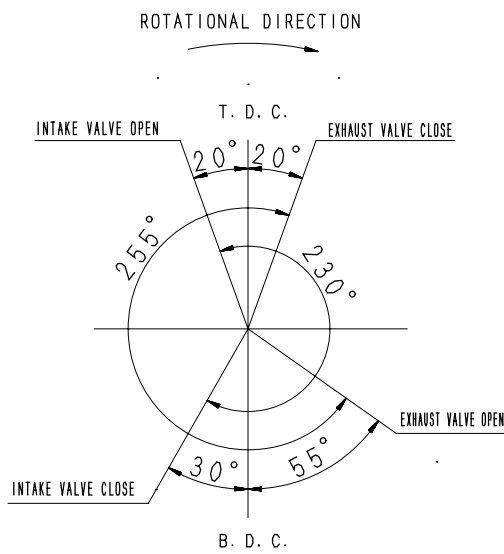 ROTATIONAL DIRECTION
T. D. C.
INTAKE VALVE OPEN
EXHAUST VALVE CLOSE
20° 20°
255°
230°
EXHAUST VALVE OPEN
30° 55°
INTAKE VALVE CLOSE
B. D. C.